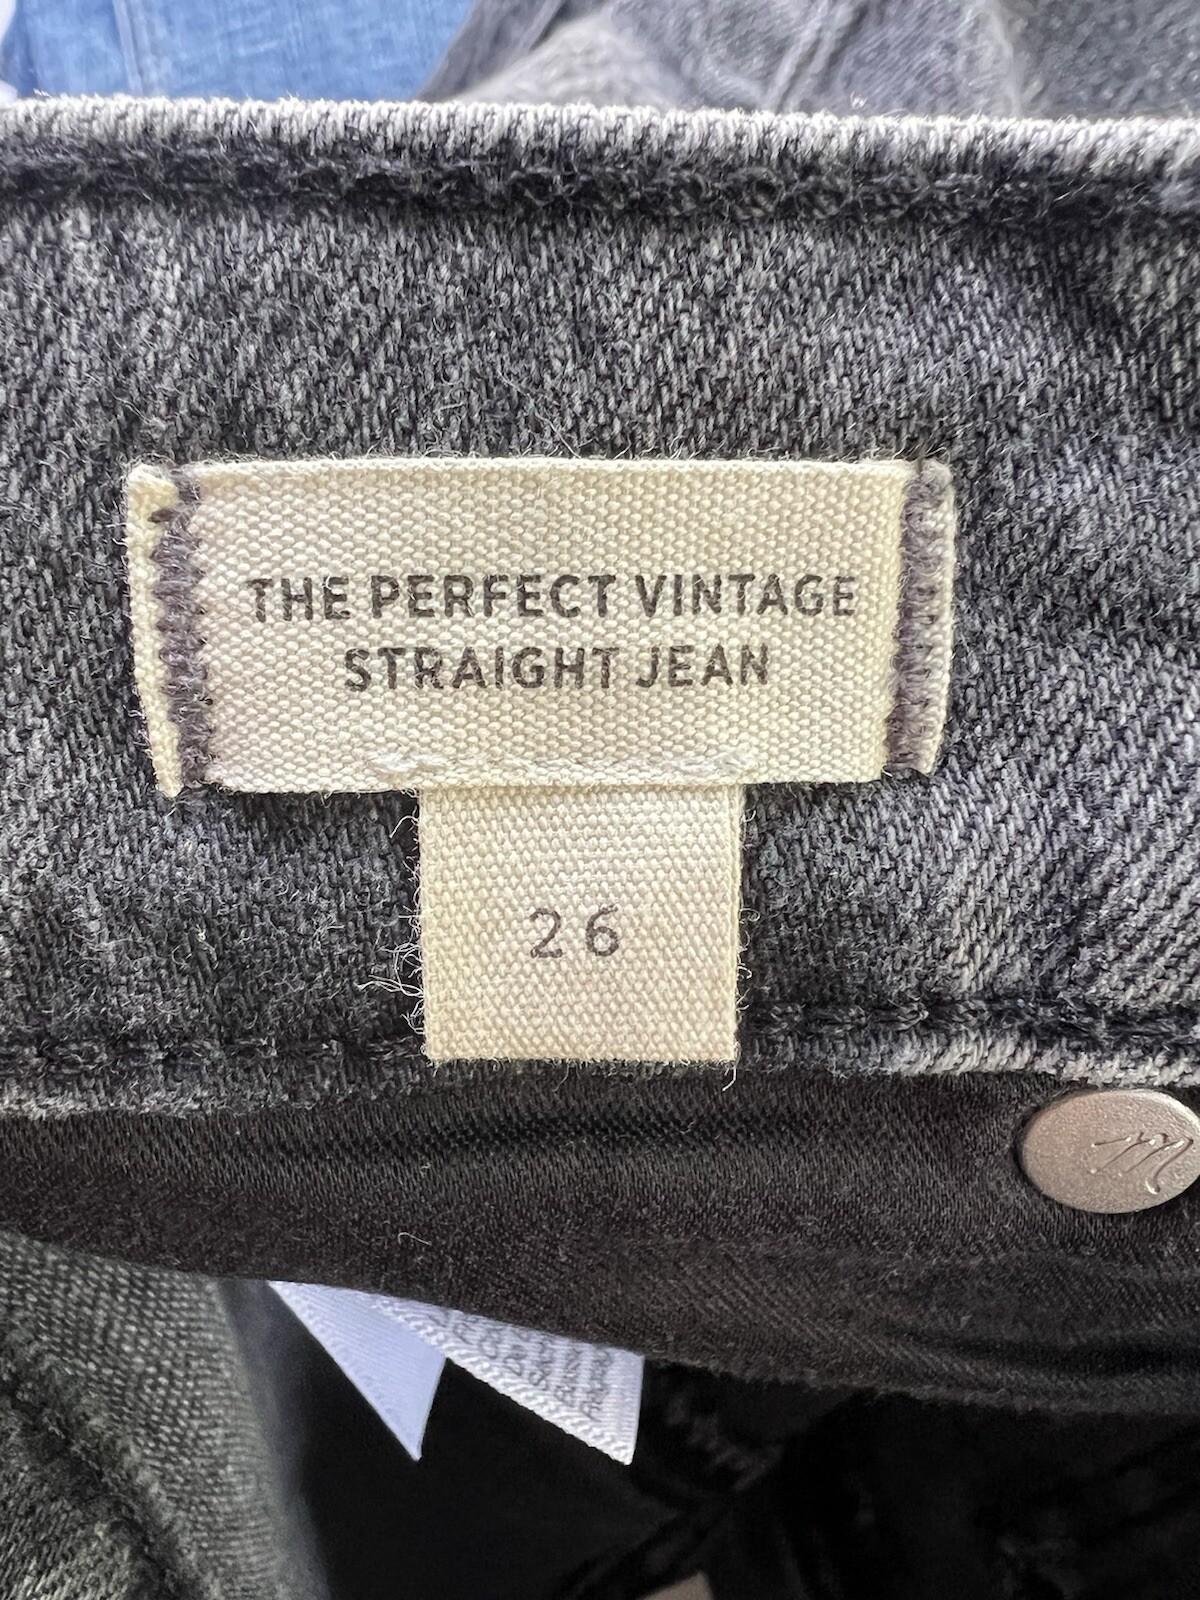 THE PERFECT VINTAGE
STRAIGHT JEAN
26